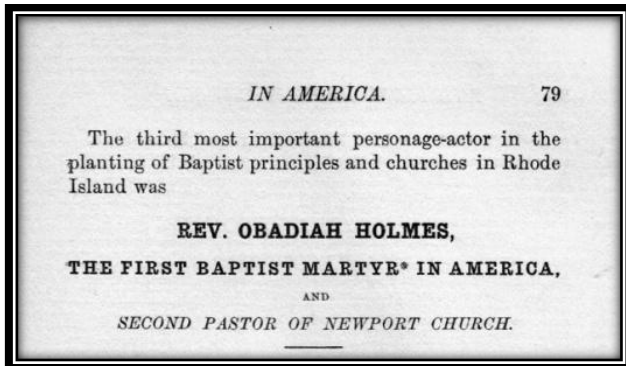 IN AMERICA. 79
The third most important personage-actor in the
planting of Baptist principles and churches in Rhode
Island was
REV. OBADIAH HOLMES,
THE FIRST BAPTIST MARTYR* IN AMERICA,
AND
SECOND PASTOR OF NEWPORT CHURCH.